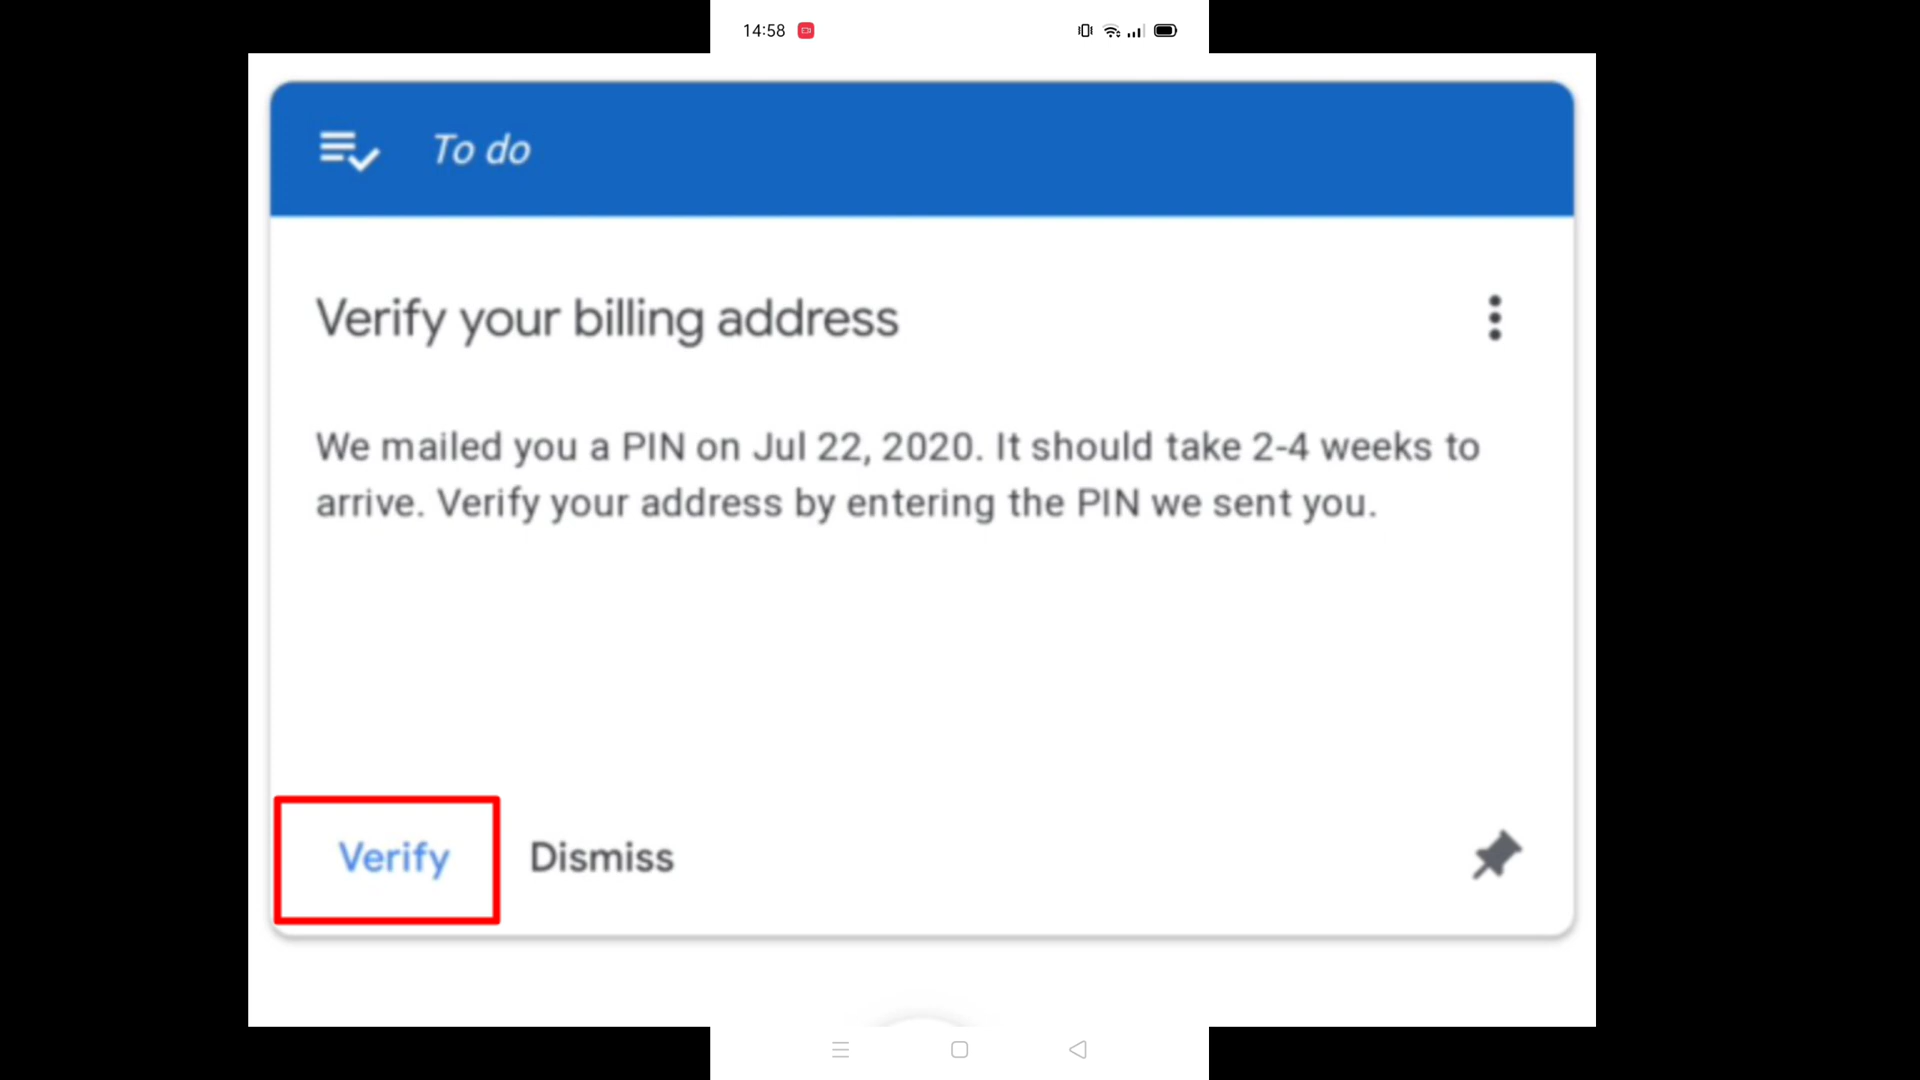 14:58
To do
Verify your billing address
We mailed you a PIN on Jul 22, 2020. It should take 2-4 weeks to
arrive. Verify your address by entering the PIN we sent you.
Verify Dismiss